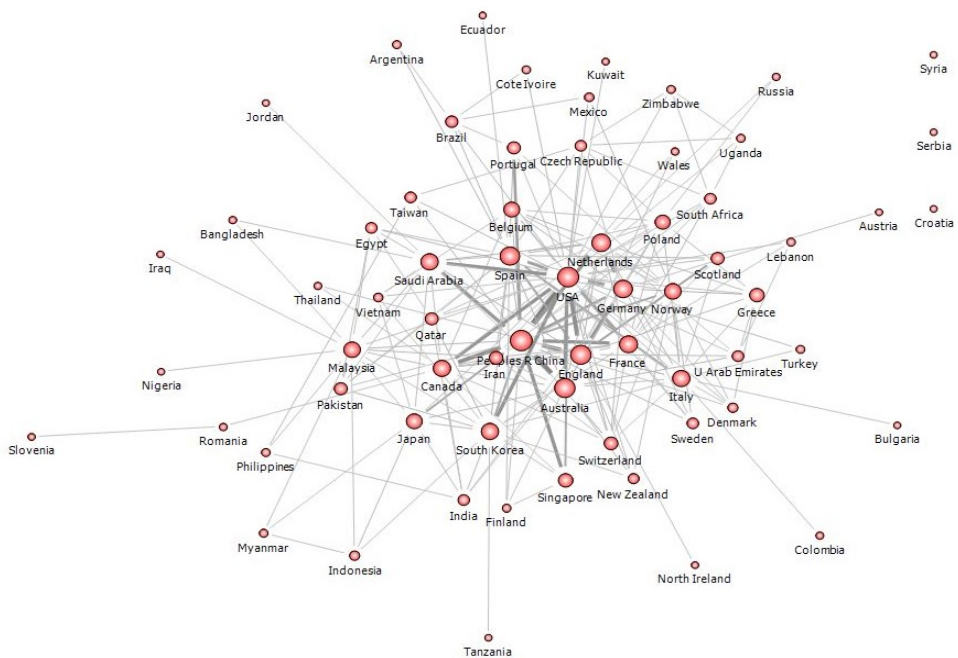 Ecuador
Argentina
Syria
Kuwait
Cote Ivoire
Russia
Zimbabwe
Jordan
Mexico
Brazil
Serbia
Uganda
Portugal
Czech Republic
Wales
Taiwan
South Africa
Croatia
Belgium
Austria
Bangladesh
Poland
Egypt
Lebanon
Netherlands
Iraq
Scotland
Saudi Arabia
Spain
USA
Thailand
Vietnam
Germany
Norway
Greece
Qatar
Peoples R China
France
Malaysia
Turkey
Iran
England
U Arab Emirates
Canada
Nigeria
Pakistan
Australia
Italy
Denmark
Romania
Japan
Sweden
Bulgaria
Slovenia
South Korea
Switzerland
Philippines
Singapore
New Zealand
India
Finland
Myanmar
Colombia
Indonesia
North Ireland
Tanzania